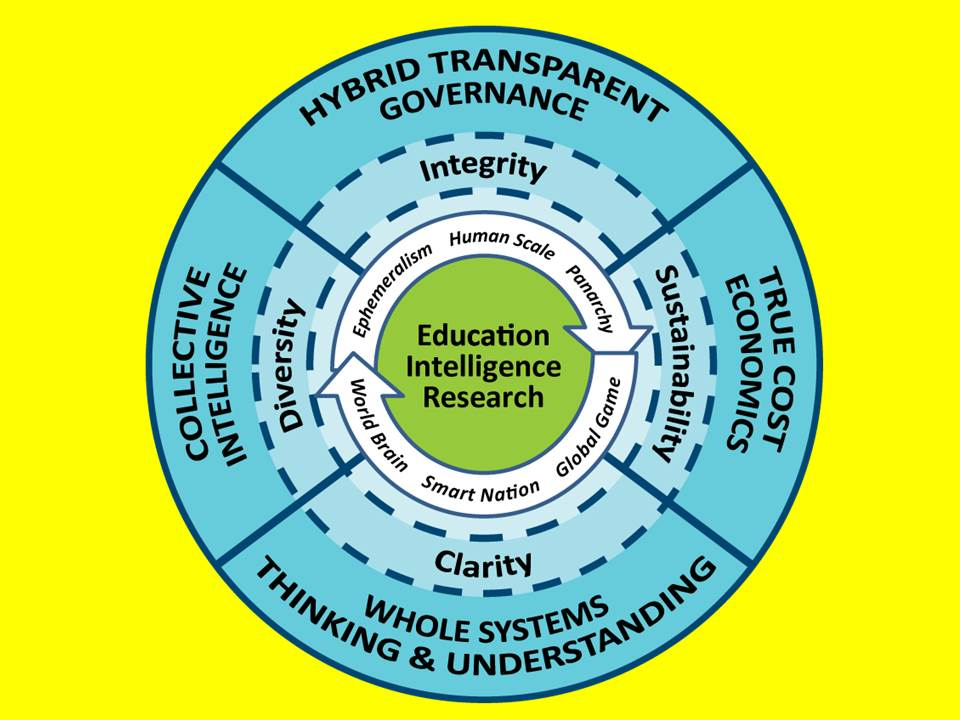 HYBRID TRANSPARENT
GOVERNANCE
Integrity
COLLECTIVE
INTELLIGENCE
Diversity
Ephemeralism
Human Scale
Panarchy
Sustainability
TRUE COST
ECONOMICS
Education
Intelligence
Research
World Brain
Smart Nation
Global Game
Clarity
WHOLE SYSTEMS
THINKING & UNDERSTANDING